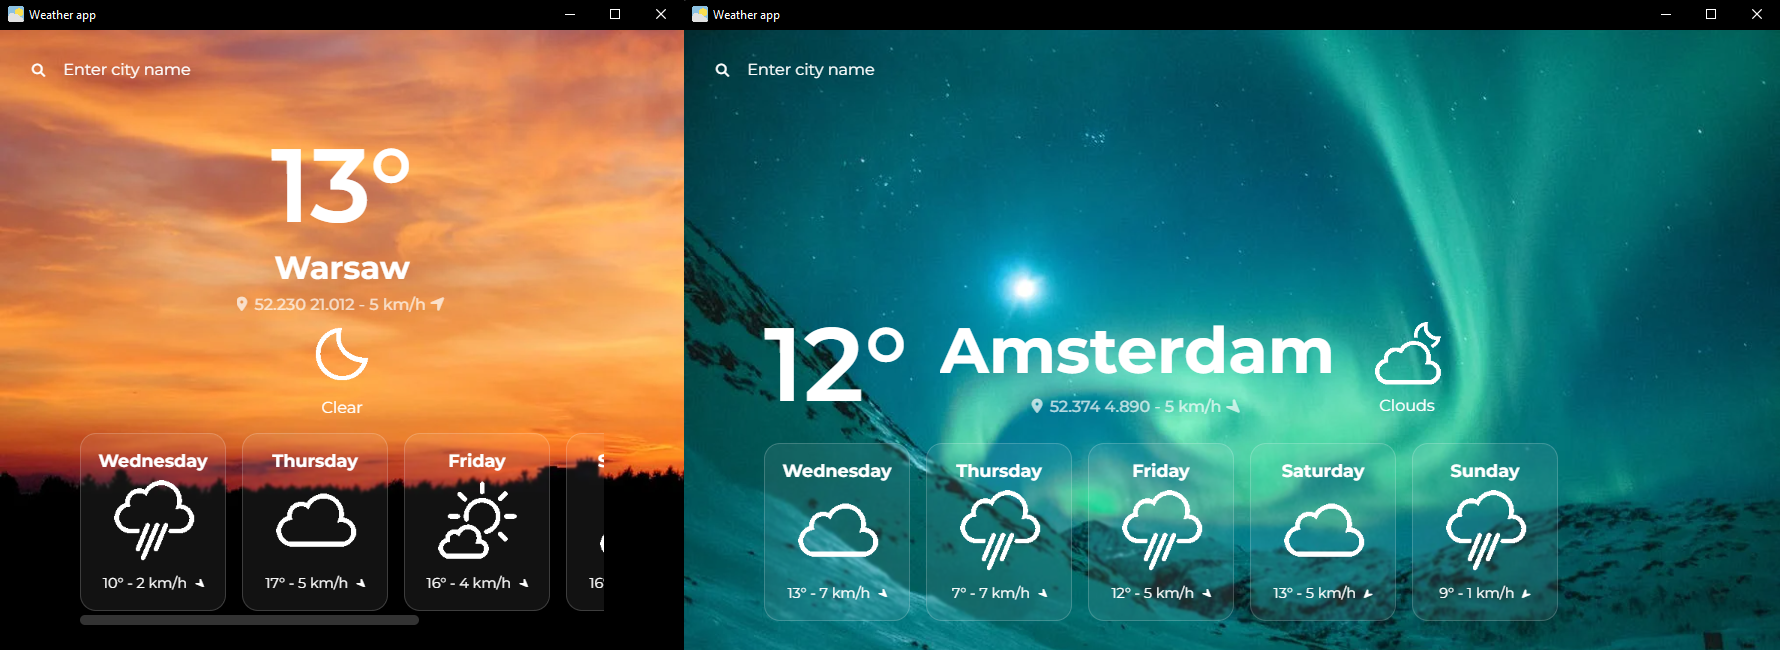 Weather app
Enter city name
13°
Warsaw
52.230 21.012 - 5 km/h
Clear
Wednesday
10° - 2 km/h
Thursday
17° - 5 km/h
Friday
16° - 4 km/h
16°
Weather app
Enter city name
12°
Amsterdam
52.374 4.890 - 5 km/h
Clouds
Wednesday
13° - 7 km/h
Thursday
7° - 7 km/h
Friday
12° - 5 km/h
Saturday
13° - 5 km/h
Sunday
9° - 1 km/h